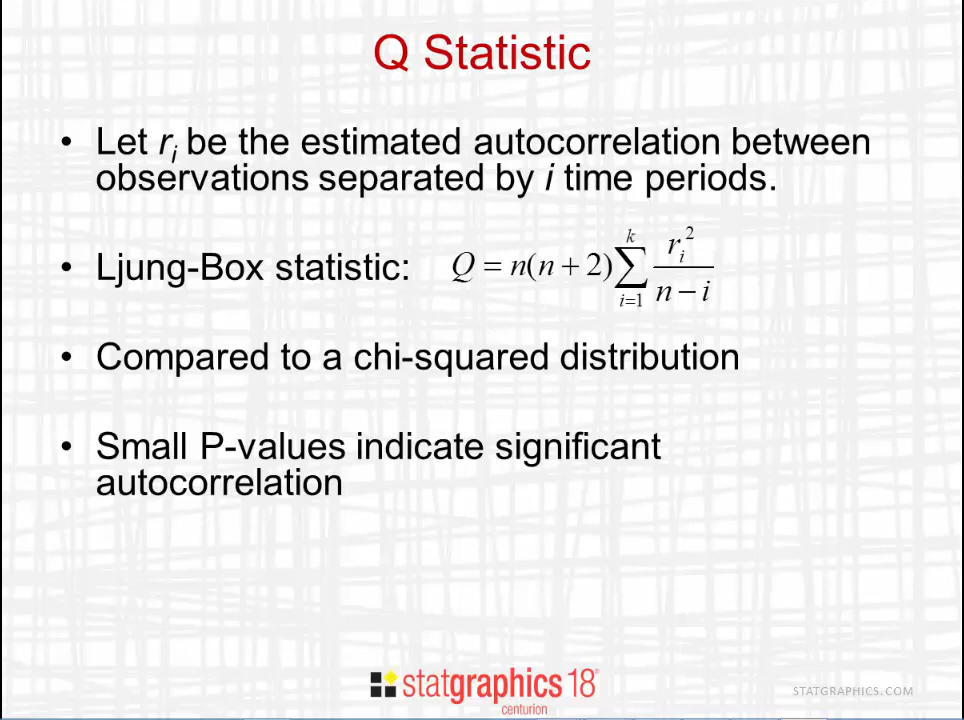 Q Statistic
• Let rᵢ be the estimated autocorrelation between
observations separated by i time periods.
• Ljung-Box statistic: Q = n(n + 2) ∑_{i=1}^{k} rᵢ² / (n − i)
• Compared to a chi-squared distribution
• Small P-values indicate significant
autocorrelation
statgraphics 18®
centurion
STATGRAPHICS.COM